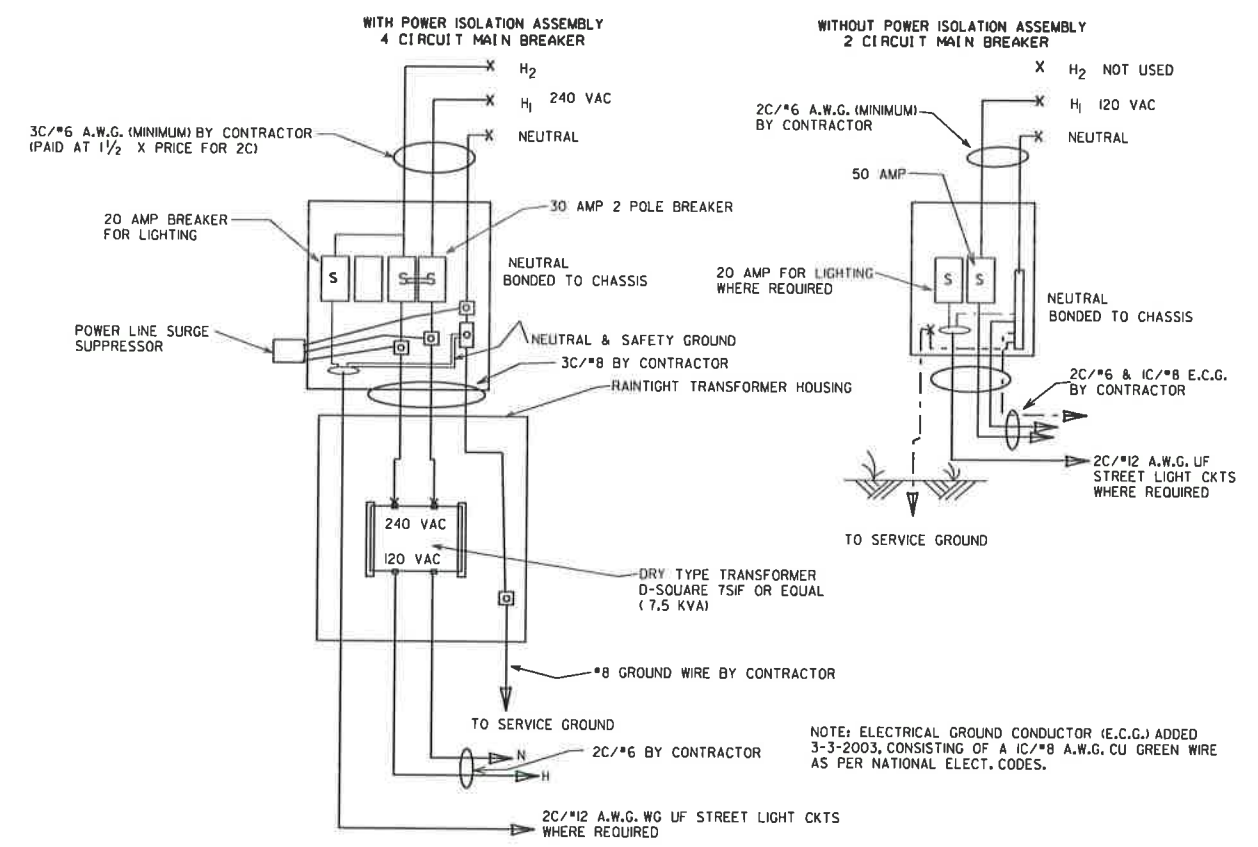 WITH POWER ISOLATION ASSEMBLY
4 CIRCUIT MAIN BREAKER
H2
H1 240 VAC
NEUTRAL
3C/#6 A.W.G. (MINIMUM) BY CONTRACTOR
(PAID AT 1 1/2 X PRICE FOR 2C)
20 AMP BREAKER
FOR LIGHTING
30 AMP 2 POLE BREAKER
S
S
S
NEUTRAL
BONDED TO CHASSIS
POWER LINE SURGE
SUPPRESSOR
NEUTRAL & SAFETY GROUND
3C/#8 BY CONTRACTOR
RAINTIGHT TRANSFORMER HOUSING
240 VAC
120 VAC
DRY TYPE TRANSFORMER
D-SQUARE 7S1F OR EQUAL
(7.5 KVA)
#8 GROUND WIRE BY CONTRACTOR
TO SERVICE GROUND
N
2C/#6 BY CONTRACTOR
H
2C/#12 A.W.G. WG UF STREET LIGHT CKTS
WHERE REQUIRED
WITHOUT POWER ISOLATION ASSEMBLY
2 CIRCUIT MAIN BREAKER
H2 NOT USED
H1 120 VAC
NEUTRAL
2C/#6 A.W.G. (MINIMUM)
BY CONTRACTOR
50 AMP
20 AMP FOR LIGHTING
WHERE REQUIRED
S
S
NEUTRAL
BONDED TO CHASSIS
2C/#6 & 1C/#8 E.C.G.
BY CONTRACTOR
2C/#12 A.W.G. UF
STREET LIGHT CKTS
WHERE REQUIRED
TO SERVICE GROUND
NOTE: ELECTRICAL GROUND CONDUCTOR (E.C.G.) ADDED
3-3-2003, CONSISTING OF A 1C/#8 A.W.G. CU GREEN WIRE
AS PER NATIONAL ELECT. CODES.